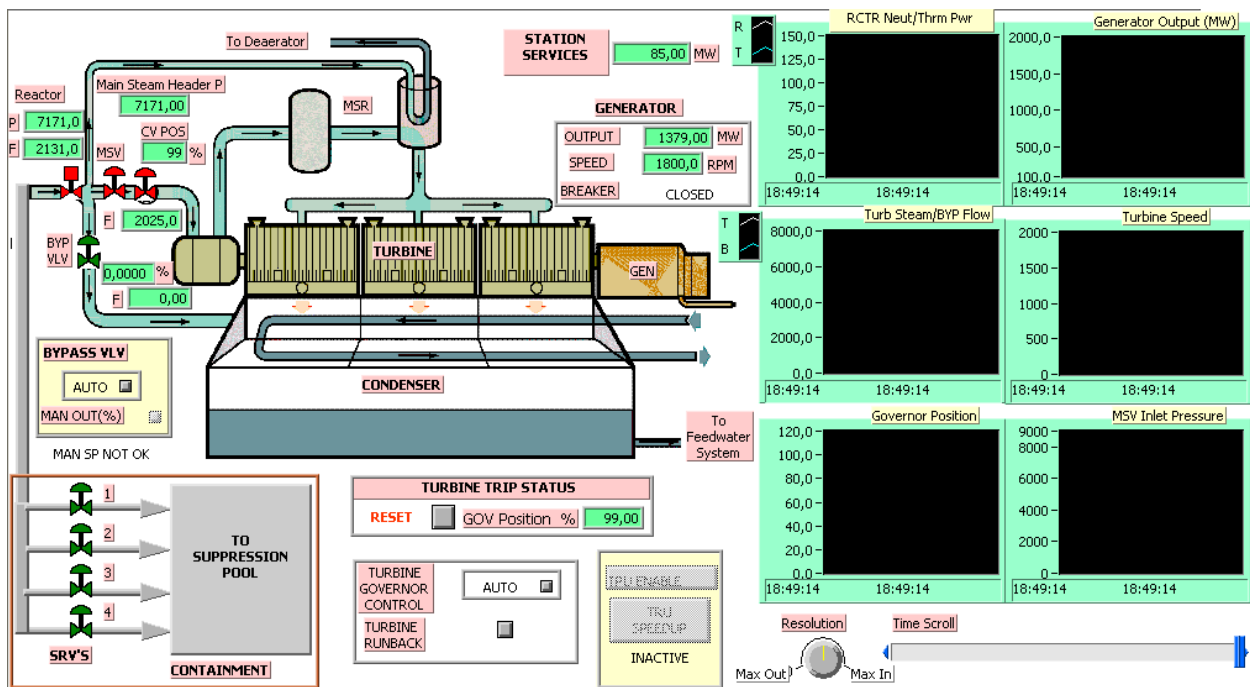 To Deaerator
STATION
SERVICES
85,00 MW
Main Steam Header P
7171,00
Reactor
P 7171,0
F 2131,0
MSV
CV POS
99 %
MSR
F 2025,0
BYP
VLV
0,0000 %
F 0,00
GENERATOR
OUTPUT 1379,00 MW
SPEED 1800,0 RPM
BREAKER CLOSED
TURBINE
GEN
CONDENSER
To
Feedwater
System
BYPASS VLV
AUTO
MAN OUT(%)
MAN SP NOT OK
1
2
3
4
SRV'S
TO
SUPPRESSION
POOL
CONTAINMENT
TURBINE TRIP STATUS
RESET GOV Position % 99,00
TURBINE
GOVERNOR
CONTROL
AUTO
TURBINE
RUNBACK
TRU
SPEEDUP
INACTIVE
R
T
RCTR Neut/Thrm Pwr
150,0
125,0
100,0
75,0
50,0
25,0
0,0
18:49:14 18:49:14
Generator Output (MW)
2000,0
1500,0
1000,0
500,0
100,0
18:49:14 18:49:14
T
B
Turb Steam/BYP Flow
8000,0
6000,0
4000,0
2000,0
0,0
18:49:14 18:49:14
Turbine Speed
2000
1500
1000
500
0
18:49:14 18:49:14
Governor Position
120,0
100,0
80,0
60,0
40,0
20,0
0,0
18:49:14 18:49:14
MSV Inlet Pressure
9000
8000
6000
4000
2000
0
18:49:14 18:49:14
Resolution
Max Out
Max In
Time Scroll